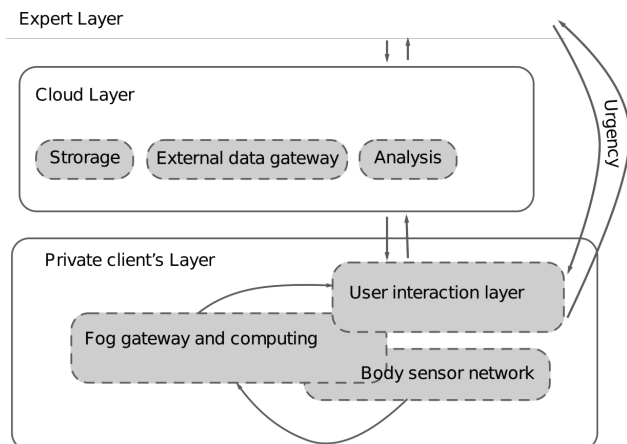 Expert Layer
Cloud Layer
Strorage
External data gateway
Analysis
Urgency
Private client's Layer
User interaction layer
Fog gateway and computing
Body sensor network